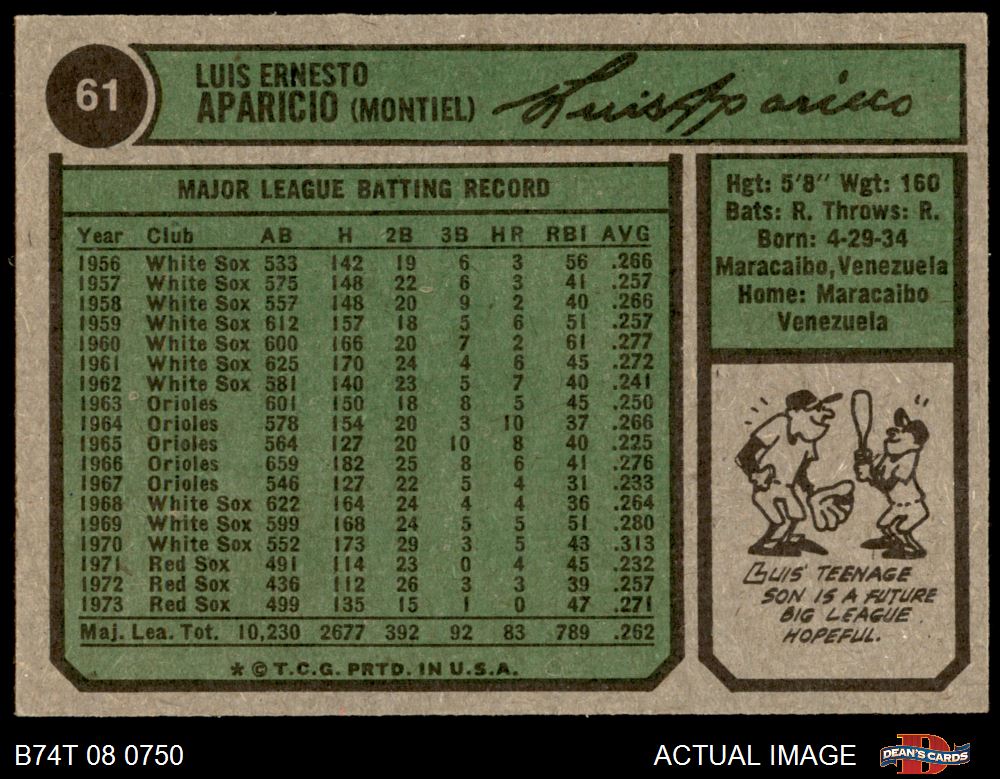 61
LUIS ERNESTO
APARICIO (MONTIEL)
Luis Aparicio
MAJOR LEAGUE BATTING RECORD
Year Club AB H 2B 3B HR RBI AVG
1956 White Sox 533 142 19 6 3 56 .266
1957 White Sox 575 148 22 6 3 41 .257
1958 White Sox 557 148 20 9 2 40 .266
1959 White Sox 612 157 18 5 6 51 .257
1960 White Sox 600 166 20 7 2 61 .277
1961 White Sox 625 170 24 4 6 45 .272
1962 White Sox 581 140 23 5 7 40 .241
1963 Orioles 601 150 18 8 5 45 .250
1964 Orioles 578 154 20 3 10 37 .266
1965 Orioles 564 127 20 10 8 40 .225
1966 Orioles 659 182 25 8 6 41 .276
1967 Orioles 546 127 22 5 4 31 .233
1968 White Sox 622 164 24 4 4 36 .264
1969 White Sox 599 168 24 5 5 51 .280
1970 White Sox 552 173 29 3 5 43 .313
1971 Red Sox 491 114 23 0 4 45 .232
1972 Red Sox 436 112 26 3 3 39 .257
1973 Red Sox 499 135 15 1 0 47 .271
Maj. Lea. Tot. 10,230 2677 392 92 83 789 .262
* © T.C.G. PRTD. IN U.S.A.
Hgt: 5'8" Wgt: 160
Bats: R. Throws: R.
Born: 4-29-34
Maracaibo, Venezuela
Home: Maracaibo
Venezuela
LUIS' TEENAGE
SON IS A FUTURE
BIG LEAGUE
HOPEFUL.
B74T 08 0750
ACTUAL IMAGE
DEAN'S CARDS